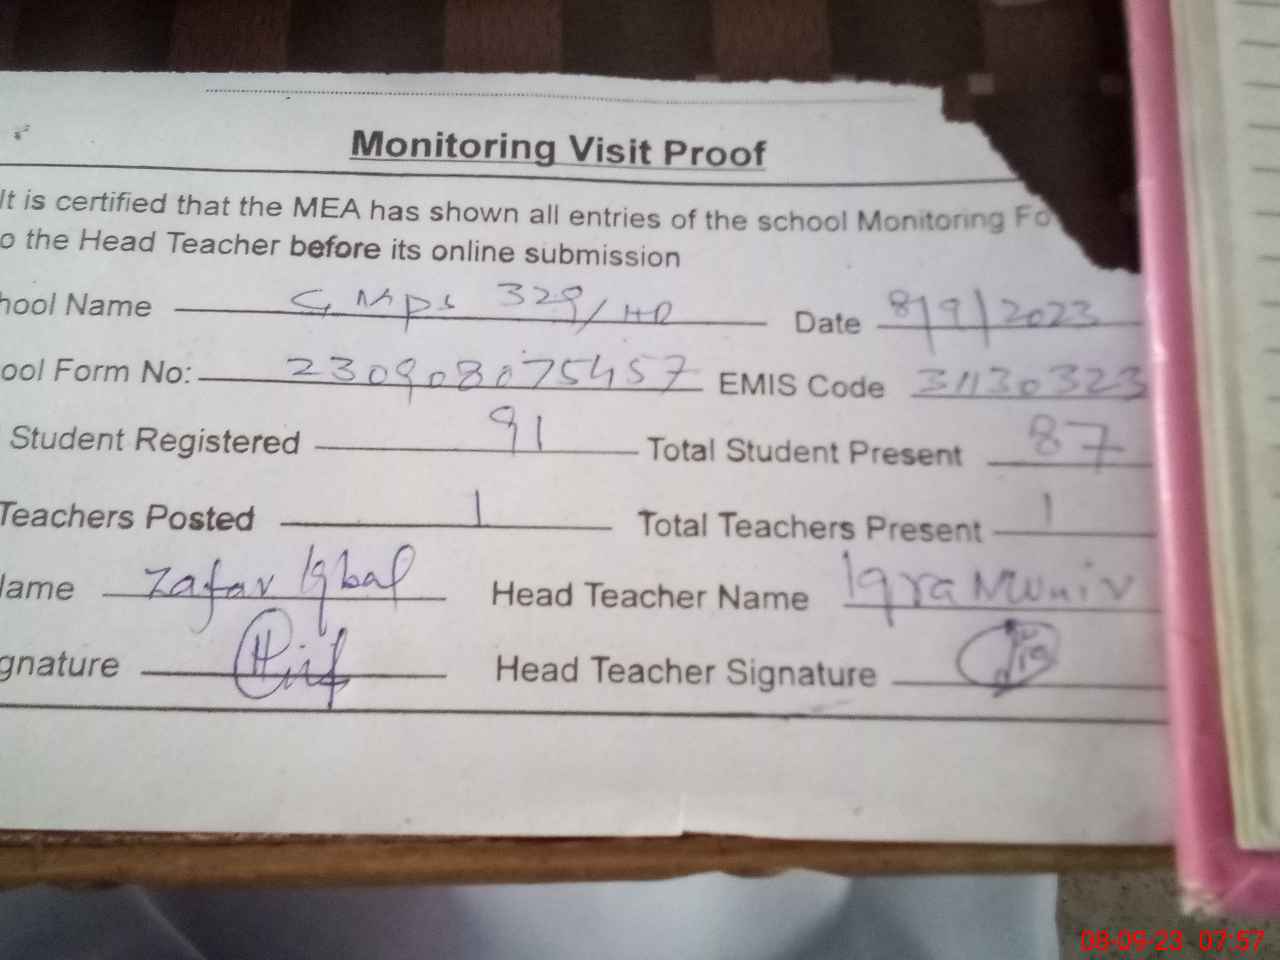 Monitoring Visit Proof
It is certified that the MEA has shown all entries of the school Monitoring Fo
o the Head Teacher before its online submission
hool Name GMPS 329/HR Date 8/9/2023
ool Form No: 230908075457 EMIS Code 31130323
Student Registered 91 Total Student Present 87
Teachers Posted 1 Total Teachers Present 1
lame Zafar Iqbal Head Teacher Name Iqra Munir
gnature Head Teacher Signature
08-09-23 07:57